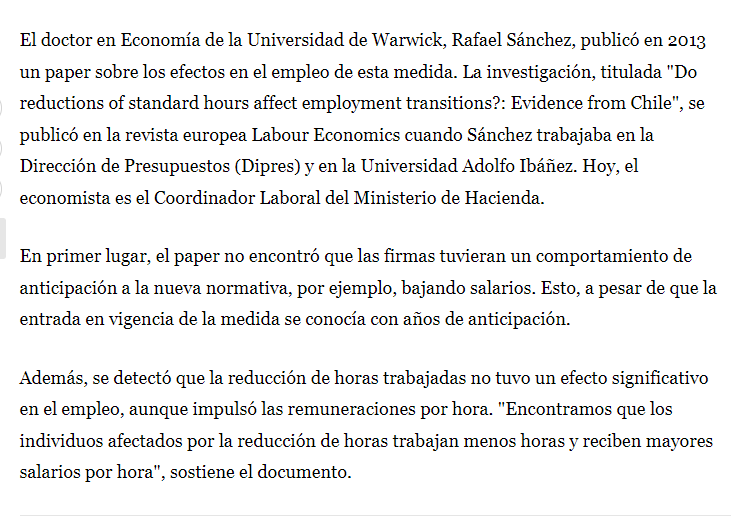 El doctor en Economía de la Universidad de Warwick, Rafael Sánchez, publicó en 2013
un paper sobre los efectos en el empleo de esta medida. La investigación, titulada "Do
reductions of standard hours affect employment transitions?: Evidence from Chile", se
publicó en la revista europea Labour Economics cuando Sánchez trabajaba en la
Dirección de Presupuestos (Dipres) y en la Universidad Adolfo Ibáñez. Hoy, el
economista es el Coordinador Laboral del Ministerio de Hacienda.
En primer lugar, el paper no encontró que las firmas tuvieran un comportamiento de
anticipación a la nueva normativa, por ejemplo, bajando salarios. Esto, a pesar de que la
entrada en vigencia de la medida se conocía con años de anticipación.
Además, se detectó que la reducción de horas trabajadas no tuvo un efecto significativo
en el empleo, aunque impulsó las remuneraciones por hora. "Encontramos que los
individuos afectados por la reducción de horas trabajan menos horas y reciben mayores
salarios por hora", sostiene el documento.